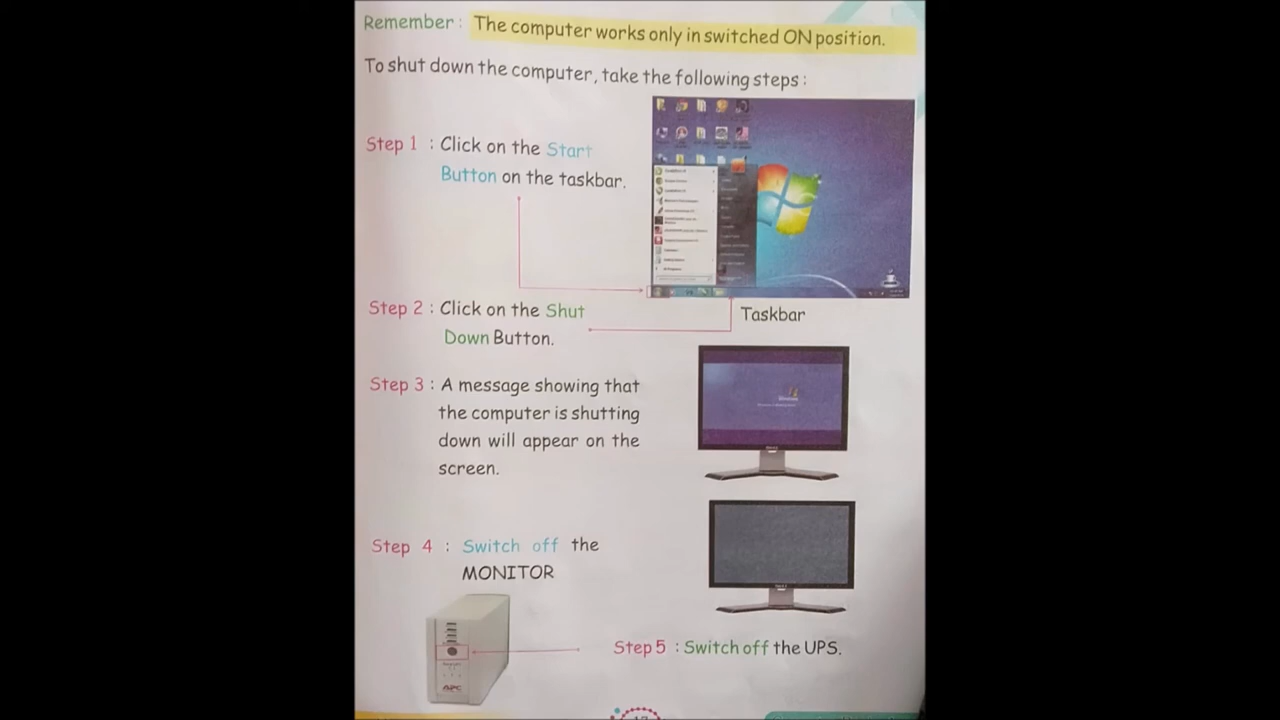 Remember : The computer works only in switched ON position.
To shut down the computer, take the following steps :
Step 1 : Click on the Start
Button on the taskbar.
Step 2 : Click on the Shut
Down Button.
Taskbar
Step 3 : A message showing that
the computer is shutting
down will appear on the
screen.
Step 4 : Switch off the
MONITOR
Step 5 : Switch off the UPS.
APC